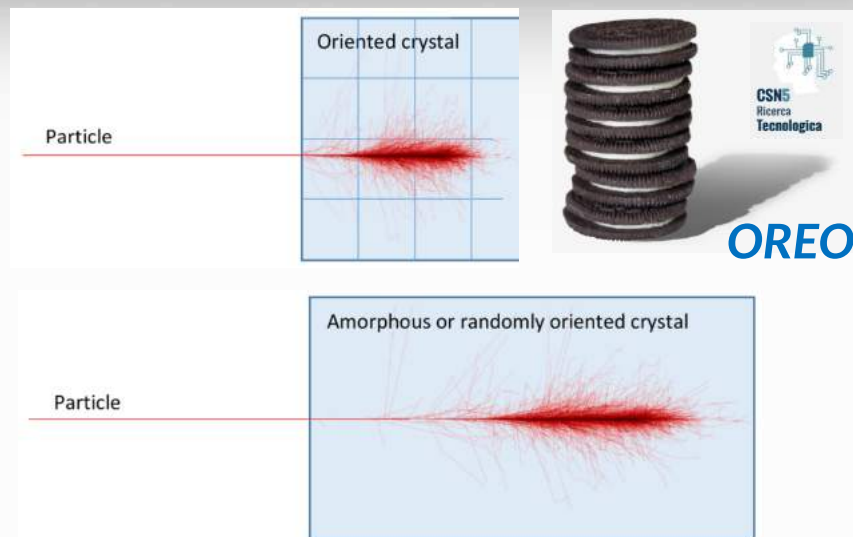 Oriented crystal
Particle
CSN5
Ricerca
Tecnologica
OREO
Amorphous or randomly oriented crystal
Particle